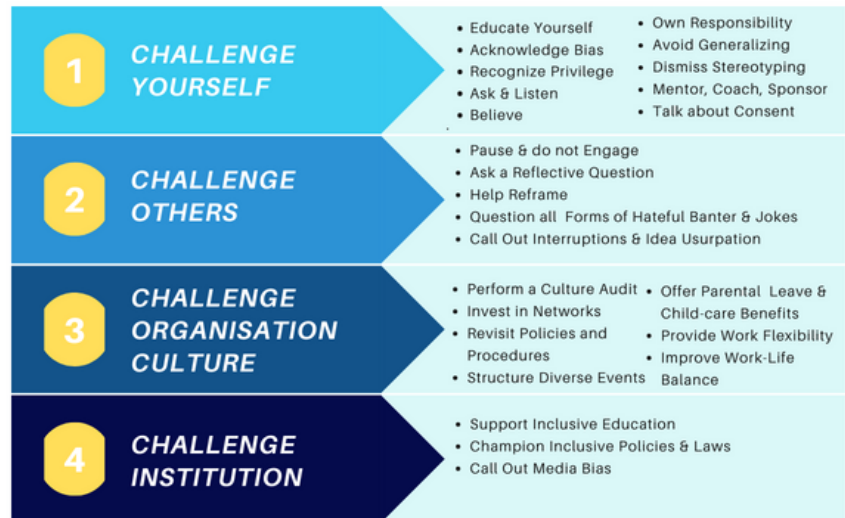 1
CHALLENGE
YOURSELF
• Educate Yourself
• Acknowledge Bias
• Recognize Privilege
• Ask & Listen
• Believe
• Own Responsibility
• Avoid Generalizing
• Dismiss Stereotyping
• Mentor, Coach, Sponsor
• Talk about Consent
2
CHALLENGE
OTHERS
• Pause & do not Engage
• Ask a Reflective Question
• Help Reframe
• Question all Forms of Hateful Banter & Jokes
• Call Out Interruptions & Idea Usurpation
3
CHALLENGE
ORGANISATION
CULTURE
• Perform a Culture Audit
• Invest in Networks
• Revisit Policies and
Procedures
• Structure Diverse Events
• Offer Parental Leave &
Child-care Benefits
• Provide Work Flexibility
• Improve Work-Life
Balance
4
CHALLENGE
INSTITUTION
• Support Inclusive Education
• Champion Inclusive Policies & Laws
• Call Out Media Bias